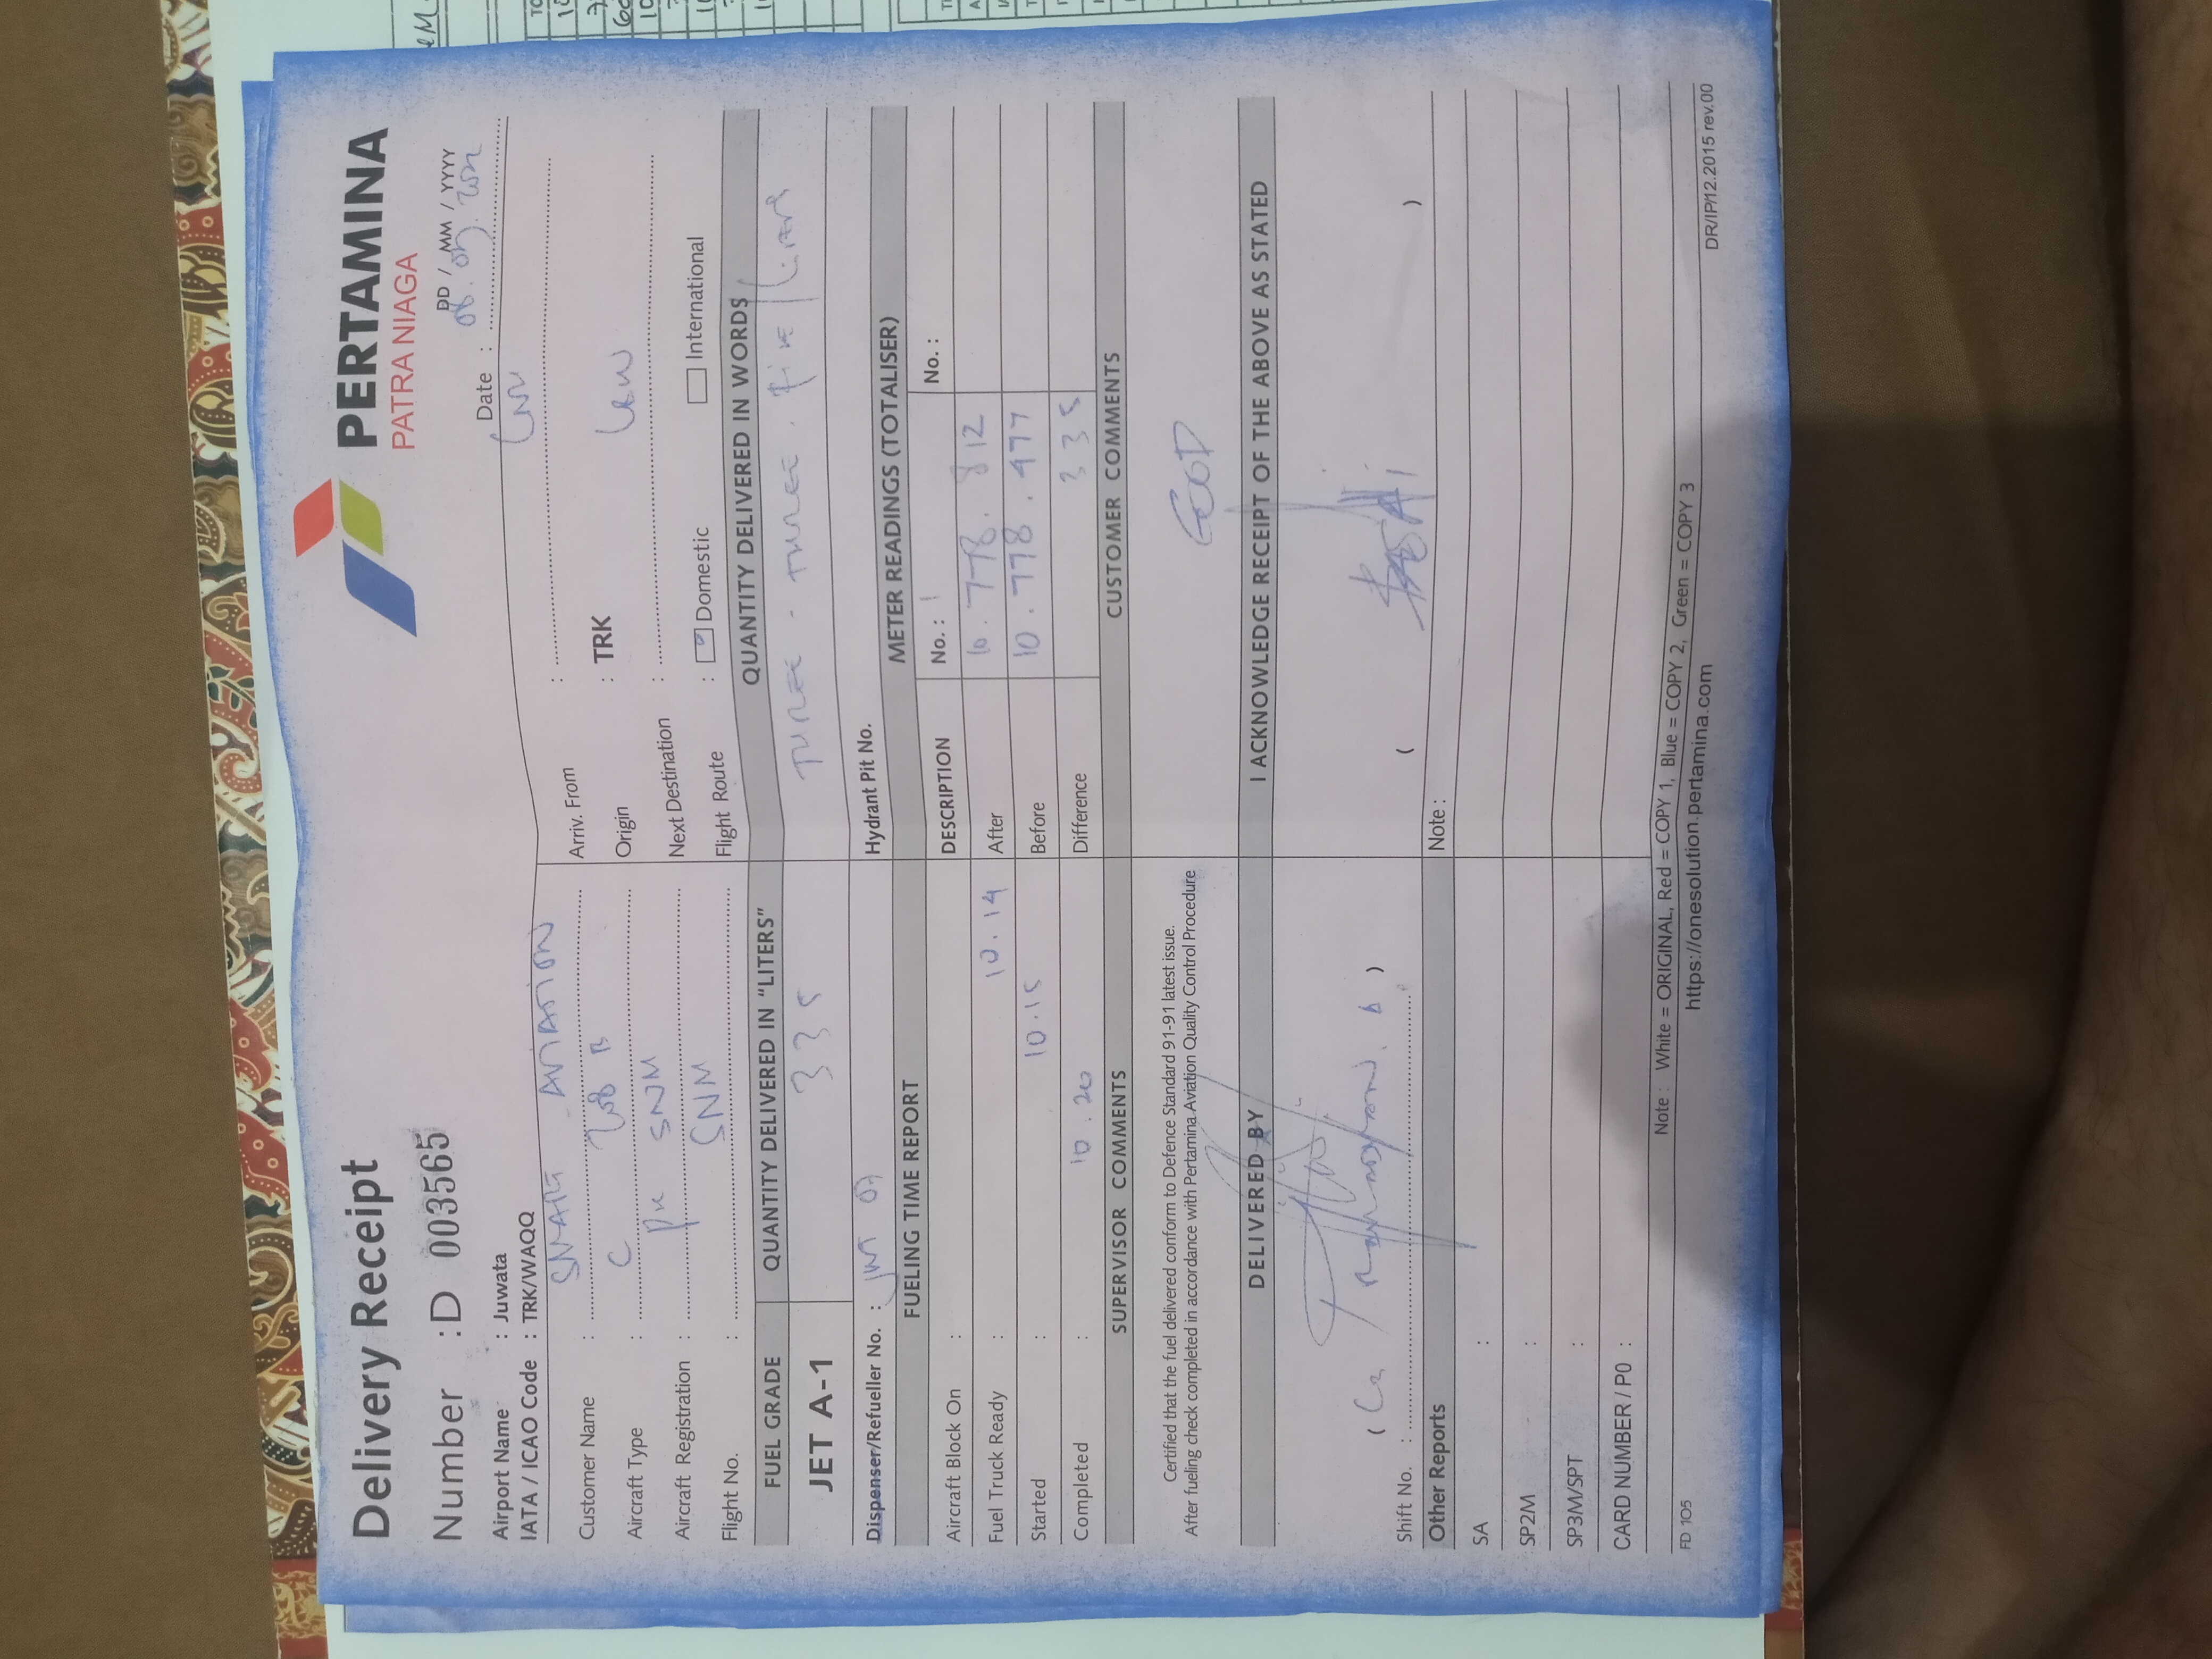 Delivery Receipt
PERTAMINA
PATRA NIAGA
Number : D 003565
DD / MM / YYYY
Date :
Airport Name : Juwata
IATA / ICAO Code : TRK/WAQQ
Customer Name : SMART AVIATION
Aircraft Type : C 208 B
Aircraft Registration : PK SNM
Flight No. : SNM
Arriv. From :
Origin : TRK
Next Destination :
Flight Route : Domestic International
FUEL GRADE
QUANTITY DELIVERED IN "LITERS"
QUANTITY DELIVERED IN WORDS
JET A-1
335
THREE - THREE . FIVE
Dispenser/Refueller No. :
Hydrant Pit No.
FUELING TIME REPORT
METER READINGS (TOTALISER)
DESCRIPTION No. : No. :
Aircraft Block On :
Fuel Truck Ready : 10.14
After 10.778.812
Started : 10.15
Before 10.778.477
Completed : 10.20
Difference 335
SUPERVISOR COMMENTS
CUSTOMER COMMENTS
Certified that the fuel delivered conform to Defence Standard 91-91 latest issue.
After fueling check completed in accordance with Pertamina Aviation Quality Control Procedure
GOOD
DELIVERED BY
I ACKNOWLEDGE RECEIPT OF THE ABOVE AS STATED
( )
( )
Shift No. :
Other Reports
Note :
SA :
SP2M :
SP3M/SPT :
CARD NUMBER / PO :
Note : White = ORIGINAL, Red = COPY 1, Blue = COPY 2, Green = COPY 3
FD 105
https://onesolution.pertamina.com
DR/IP/12.2015 rev.00